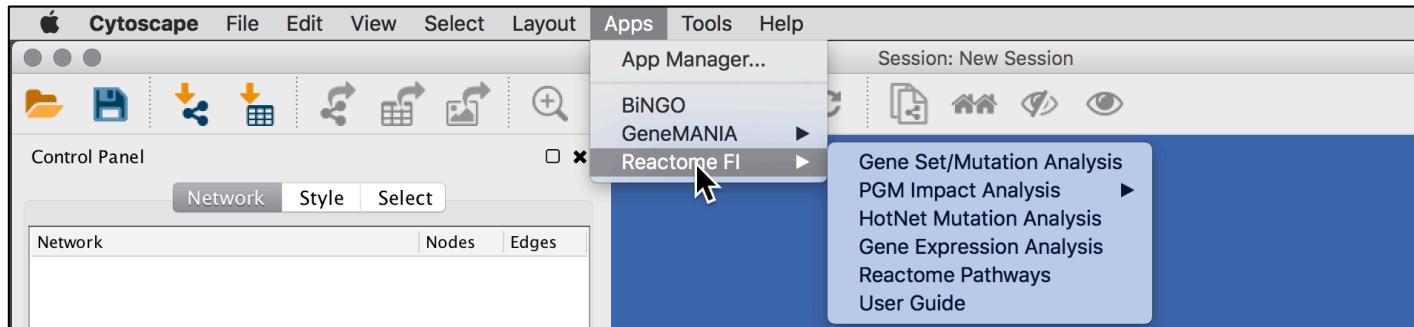 Cytoscape File Edit View Select Layout Apps Tools Help
App Manager...
Session: New Session
BiNGO
GeneMANIA
Control Panel
Reactome FI
Gene Set/Mutation Analysis
PGM Impact Analysis
HotNet Mutation Analysis
Gene Expression Analysis
Reactome Pathways
User Guide
Network Style Select
Network Nodes Edges